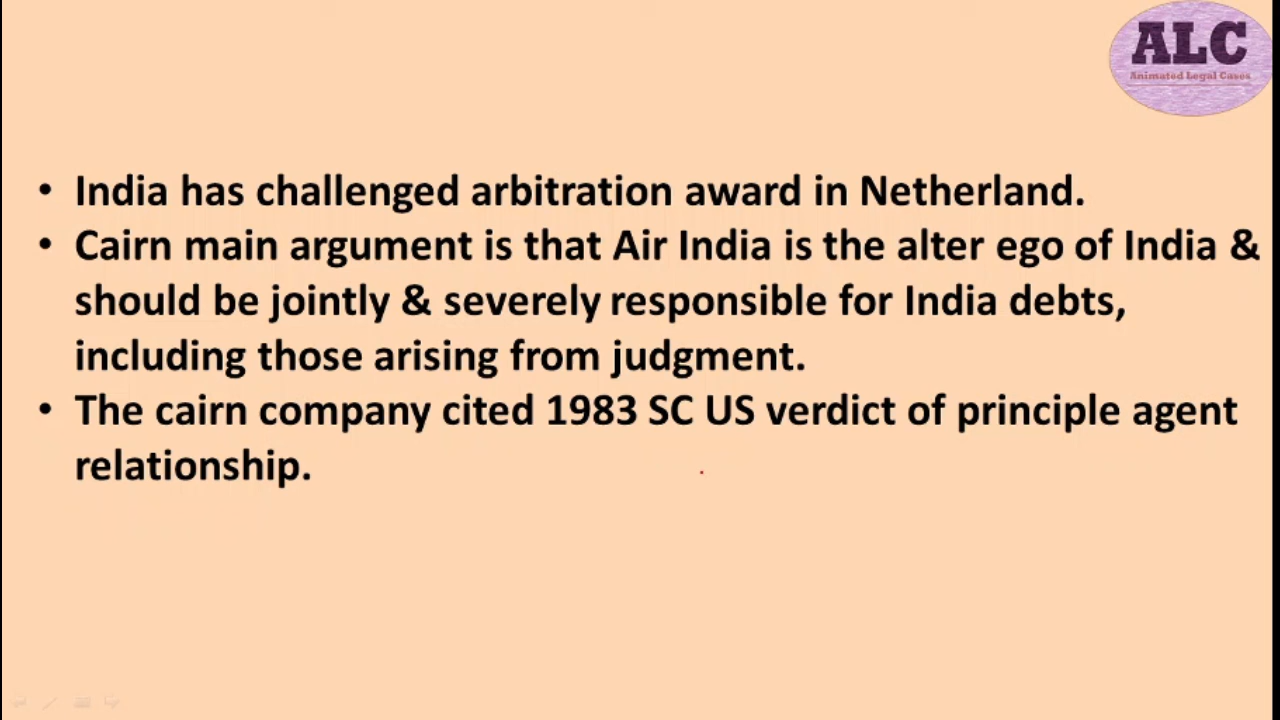 ALC
Animated Legal Cases
• India has challenged arbitration award in Netherland.
• Cairn main argument is that Air India is the alter ego of India &
should be jointly & severely responsible for India debts,
including those arising from judgment.
• The cairn company cited 1983 SC US verdict of principle agent
relationship.